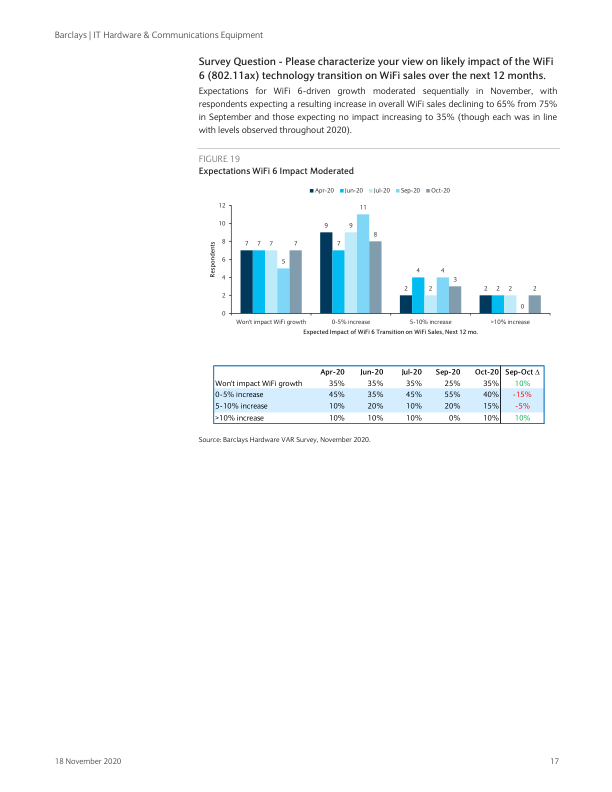 Barclays | IT Hardware & Communications Equipment
Survey Question - Please characterize your view on likely impact of the WiFi
6 (802.11ax) technology transition on WiFi sales over the next 12 months.
Expectations for WiFi 6-driven growth moderated sequentially in November, with
respondents expecting a resulting increase in overall WiFi sales declining to 65% from 75%
in September and those expecting no impact increasing to 35% (though each was in line
with levels observed throughout 2020).
FIGURE 19
Expectations WiFi 6 Impact Moderated
Apr-20 Jun-20 Jul-20 Sep-20 Oct-20
Respondents
12
10
8
6
4
2
0
7 7 7 5 7
9 7 9 11 8
2 4 2 4 3
2 2 2 0 2
Won't impact WiFi growth 0-5% increase 5-10% increase >10% increase
Expected Impact of WiFi 6 Transition on WiFi Sales, Next 12 mo.
Apr-20 Jun-20 Jul-20 Sep-20 Oct-20 Sep-Oct Δ
Won't impact WiFi growth 35% 35% 35% 25% 35% 10%
0-5% increase 45% 35% 45% 55% 40% -15%
5-10% increase 10% 20% 10% 20% 15% -5%
>10% increase 10% 10% 10% 0% 10% 10%
Source: Barclays Hardware VAR Survey, November 2020.
18 November 2020 17